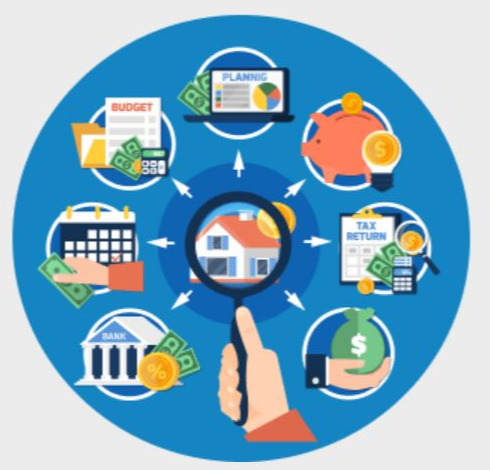 PLANNIG
BUDGET
TAX
RETURN
$
$
BANK
%